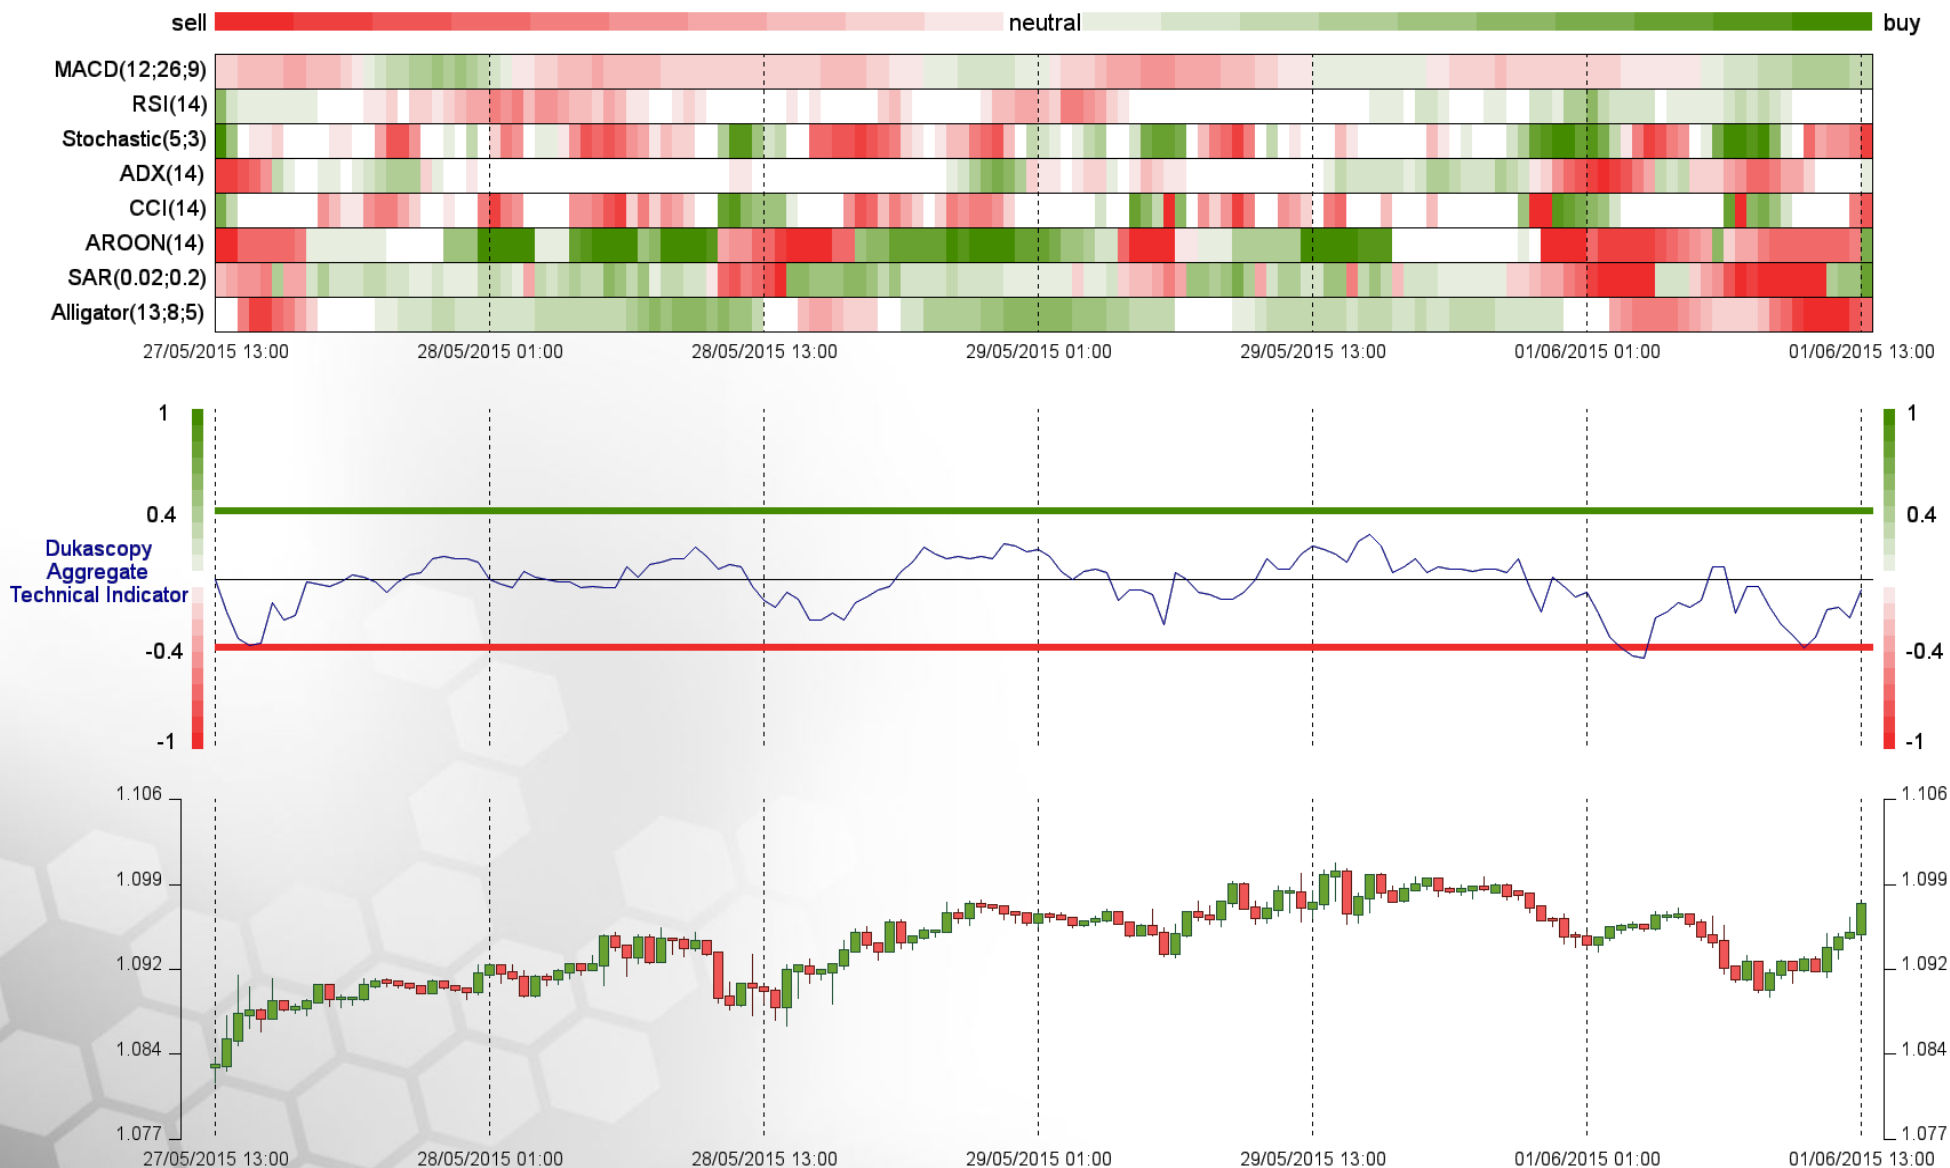 sell neutral buy
MACD(12;26;9)
RSI(14)
Stochastic(5;3)
ADX(14)
CCI(14)
AROON(14)
SAR(0.02;0.2)
Alligator(13;8;5)
27/05/2015 13:00 28/05/2015 01:00 28/05/2015 13:00 29/05/2015 01:00 29/05/2015 13:00 01/06/2015 01:00 01/06/2015 13:00
1 1
0.4 0.4
Dukascopy
Aggregate
Technical Indicator
-0.4 -0.4
-1 -1
1.106 1.106
1.099 1.099
1.092 1.092
1.084 1.084
1.077 1.077
27/05/2015 13:00 28/05/2015 01:00 28/05/2015 13:00 29/05/2015 01:00 29/05/2015 13:00 01/06/2015 01:00 01/06/2015 13:00